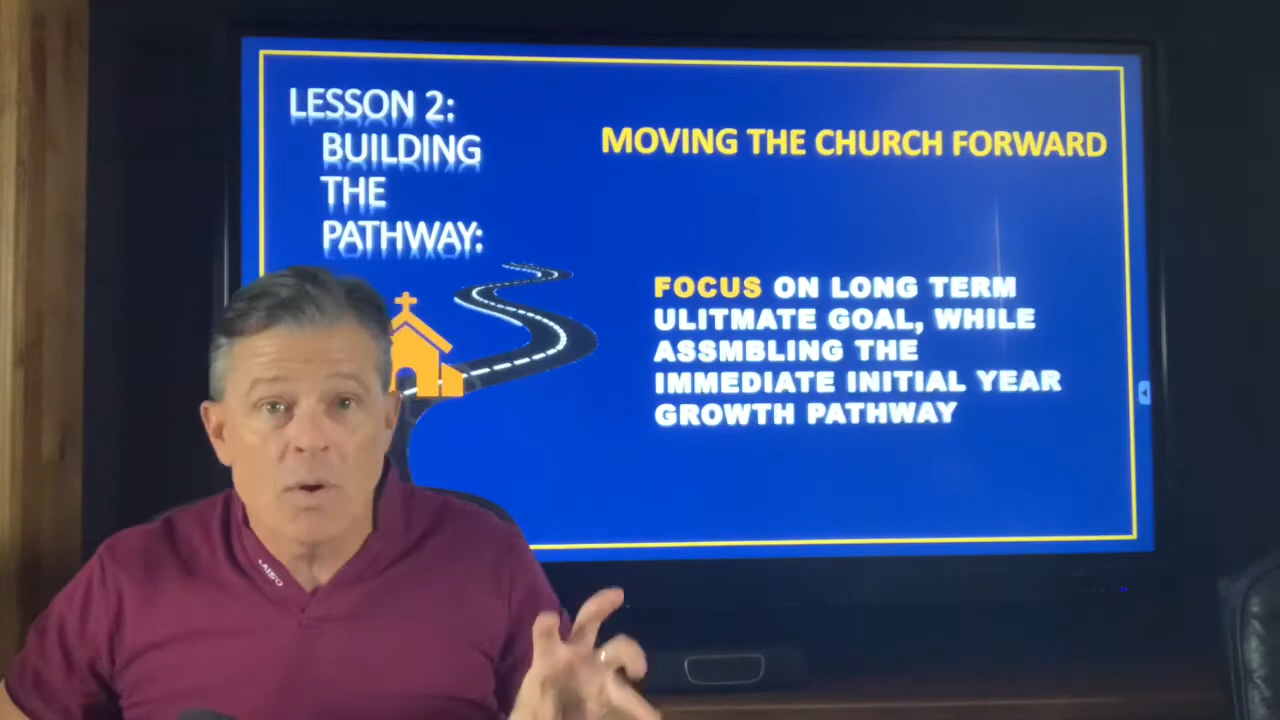 LESSON 2:
BUILDING
THE
PATHWAY:
MOVING THE CHURCH FORWARD
FOCUS ON LONG TERM
ULITMATE GOAL, WHILE
ASSMBLING THE
IMMEDIATE INITIAL YEAR
GROWTH PATHWAY